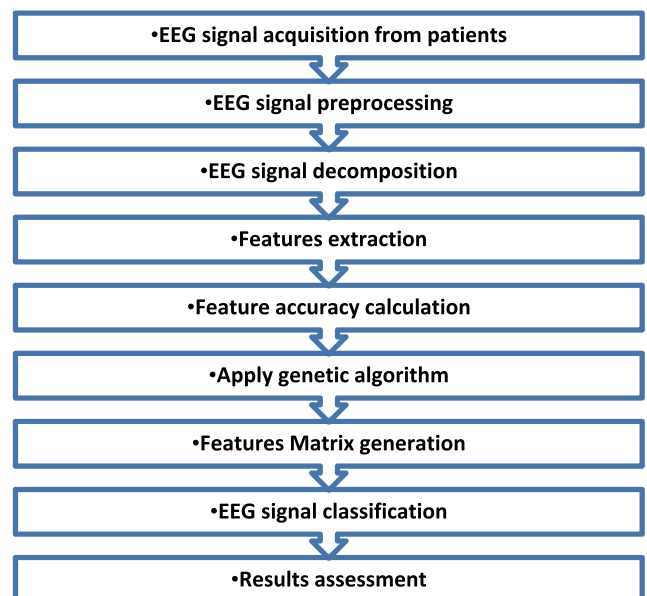 •EEG signal acquisition from patients
•EEG signal preprocessing
•EEG signal decomposition
•Features extraction
•Feature accuracy calculation
•Apply genetic algorithm
•Features Matrix generation
•EEG signal classification
•Results assessment